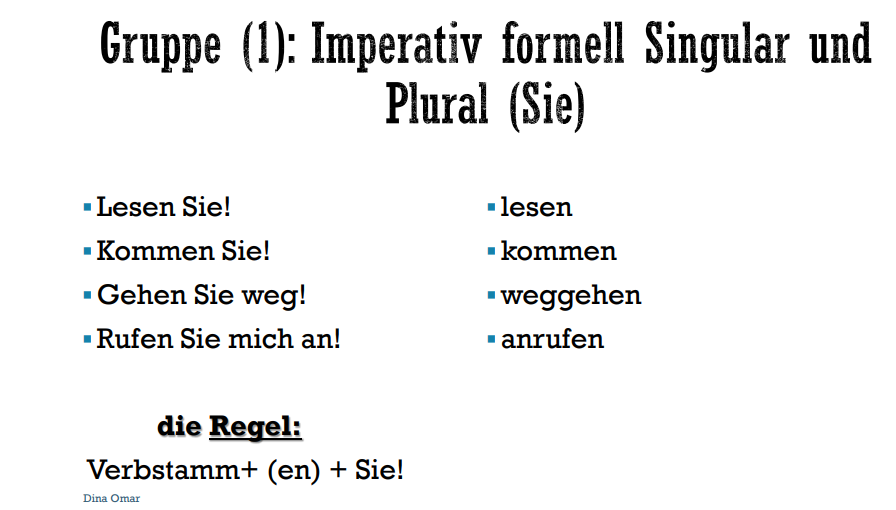 Gruppe (1): Imperativ formell Singular und
Plural (Sie)
▪ Lesen Sie!
▪ Kommen Sie!
▪ Gehen Sie weg!
▪ Rufen Sie mich an!
▪ lesen
▪ kommen
▪ weggehen
▪ anrufen
die Regel:
Verbstamm+ (en) + Sie!
Dina Omar